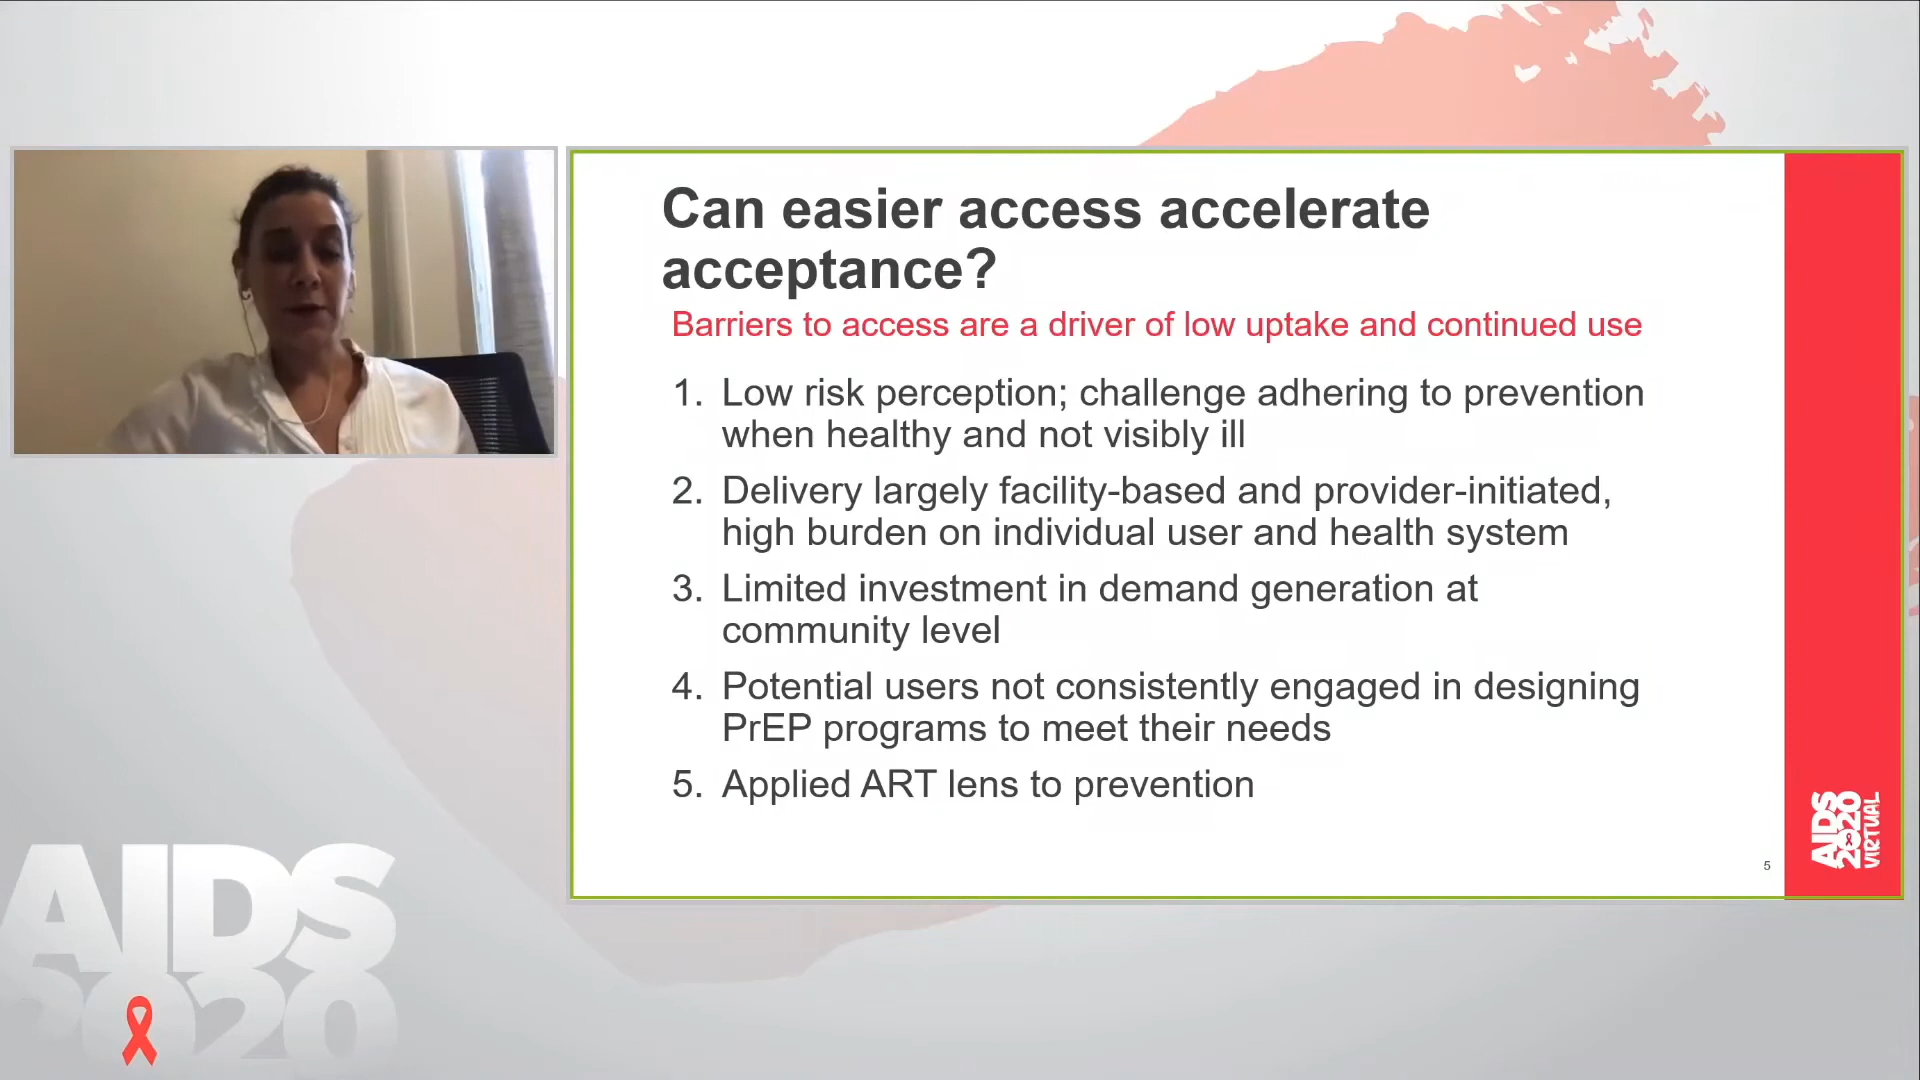 Can easier access accelerate
acceptance?
Barriers to access are a driver of low uptake and continued use
1. Low risk perception; challenge adhering to prevention
when healthy and not visibly ill
2. Delivery largely facility-based and provider-initiated,
high burden on individual user and health system
3. Limited investment in demand generation at
community level
4. Potential users not consistently engaged in designing
PrEP programs to meet their needs
5. Applied ART lens to prevention
5
AIDS
2020
VIRTUAL
AIDS
2020